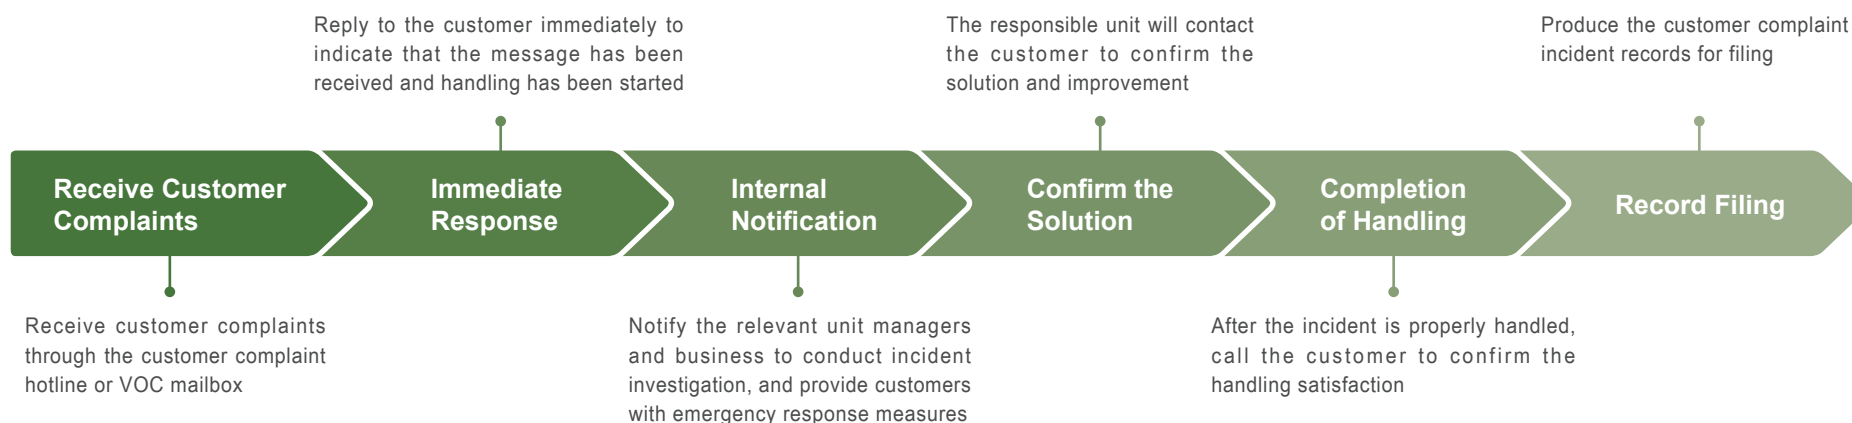 Reply to the customer immediately to
indicate that the message has been
received and handling has been started
The responsible unit will contact
the customer to confirm the
solution and improvement
Produce the customer complaint
incident records for filing
Receive Customer
Complaints
Immediate
Response
Internal
Notification
Confirm the
Solution
Completion
of Handling
Record Filing
Receive customer complaints
through the customer complaint
hotline or VOC mailbox
Notify the relevant unit managers
and business to conduct incident
investigation, and provide customers
with emergency response measures
After the incident is properly handled,
call the customer to confirm the
handling satisfaction